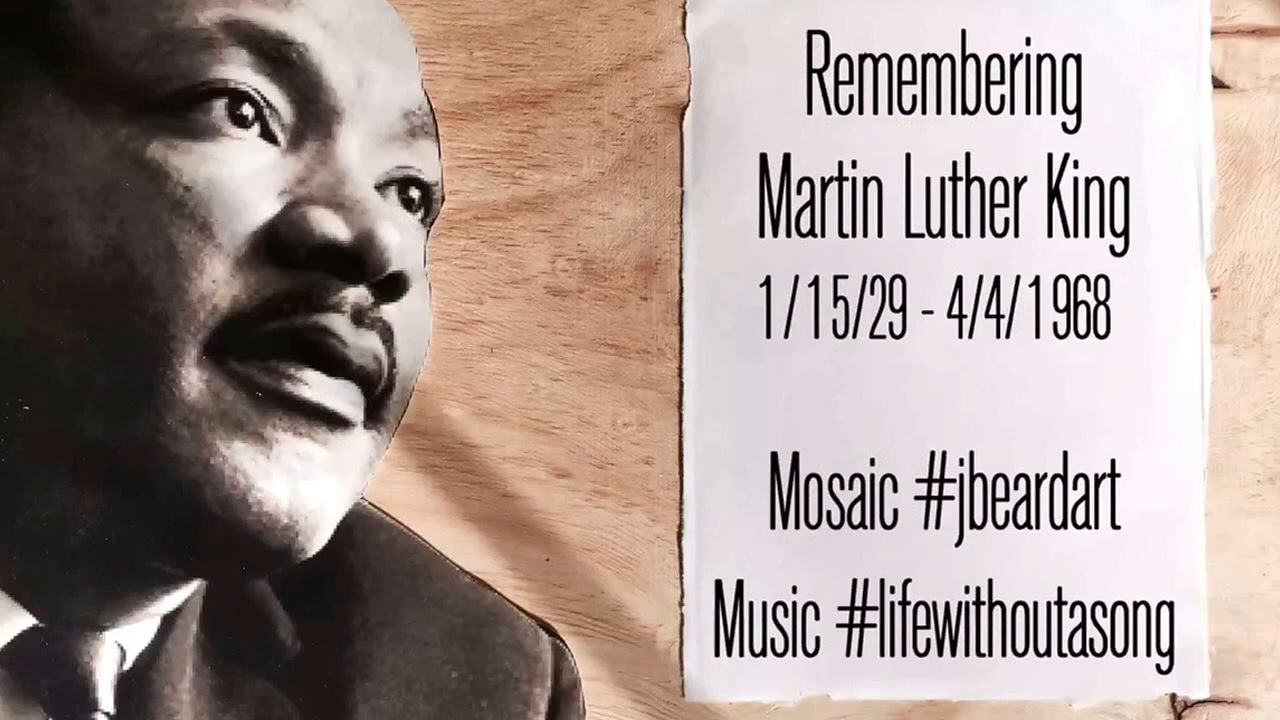 Remembering
Martin Luther King
1/15/29 - 4/4/1968
Mosaic #jbeardart
Music #lifewithoutasong